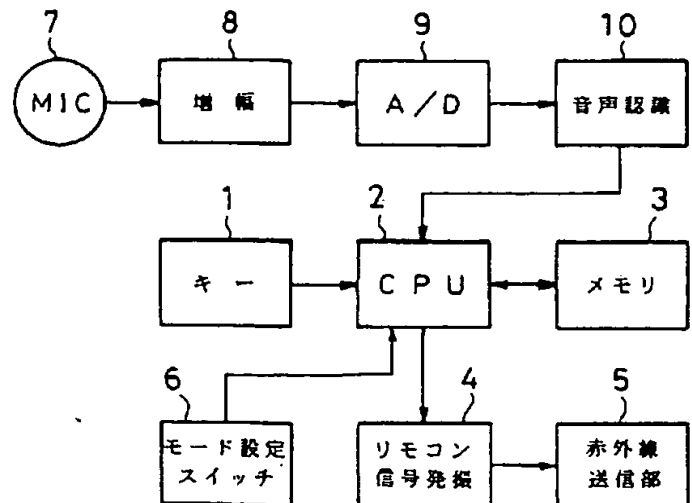 7 8 9 10
MIC 増幅 A/D 音声認識
1 2 3
キー CPU メモリ
6 4 5
モード設定 リモコン 赤外線
スイッチ 信号発振 送信部